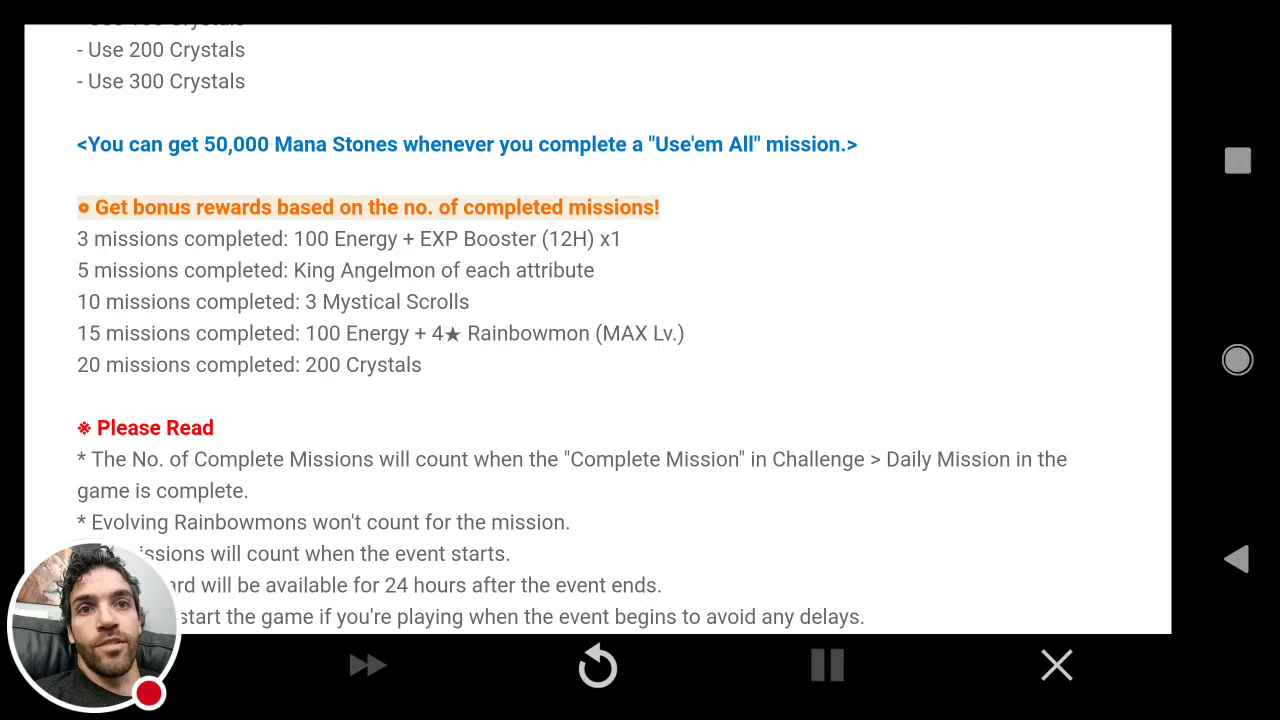 - Use 200 Crystals
- Use 300 Crystals
<You can get 50,000 Mana Stones whenever you complete a "Use'em All" mission.>
Get bonus rewards based on the no. of completed missions!
3 missions completed: 100 Energy + EXP Booster (12H) x1
5 missions completed: King Angelmon of each attribute
10 missions completed: 3 Mystical Scrolls
15 missions completed: 100 Energy + 4★ Rainbowmon (MAX Lv.)
20 missions completed: 200 Crystals
※ Please Read
* The No. of Complete Missions will count when the "Complete Mission" in Challenge > Daily Mission in the
game is complete.
* Evolving Rainbowmons won't count for the mission.
will count when the event starts.
will be available for 24 hours after the event ends.
the game if you're playing when the event begins to avoid any delays.